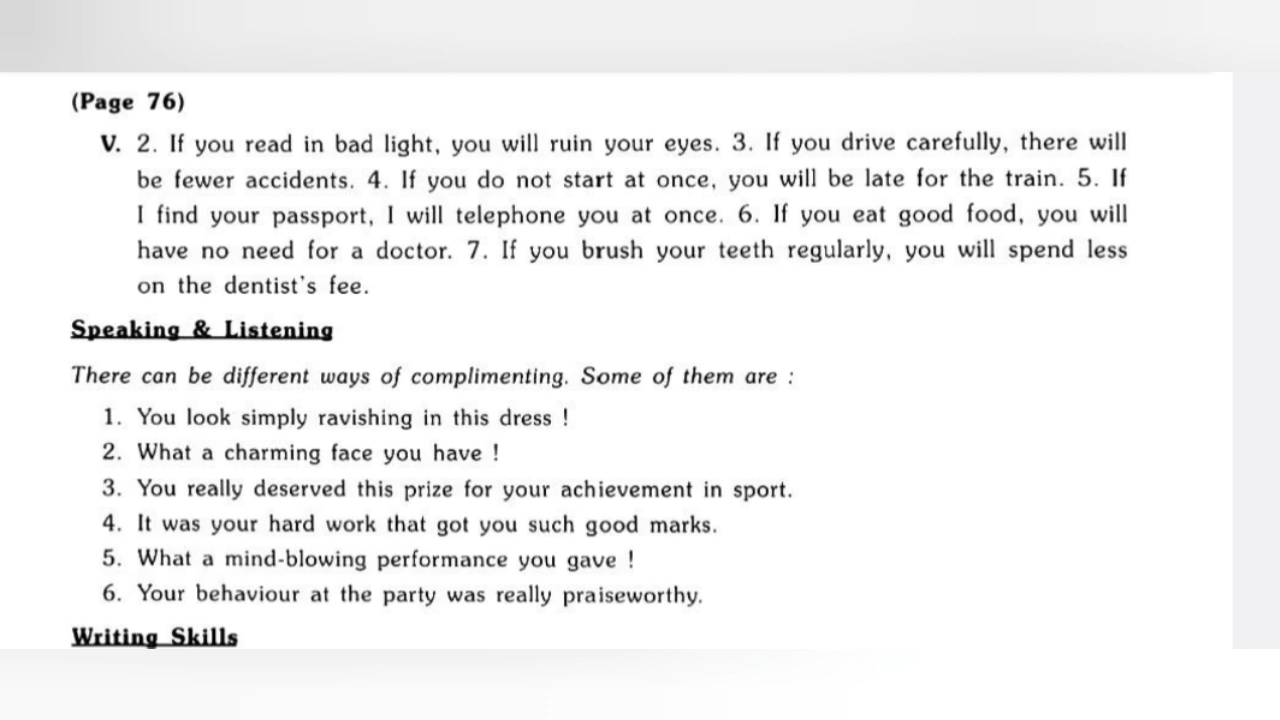 (Page 76)
V. 2. If you read in bad light, you will ruin your eyes. 3. If you drive carefully, there will
be fewer accidents. 4. If you do not start at once, you will be late for the train. 5. If
I find your passport, I will telephone you at once. 6. If you eat good food, you will
have no need for a doctor. 7. If you brush your teeth regularly, you will spend less
on the dentist's fee.
Speaking & Listening
There can be different ways of complimenting. Some of them are :
1. You look simply ravishing in this dress !
2. What a charming face you have !
3. You really deserved this prize for your achievement in sport.
4. It was your hard work that got you such good marks.
5. What a mind-blowing performance you gave !
6. Your behaviour at the party was really praiseworthy.
Writing Skills